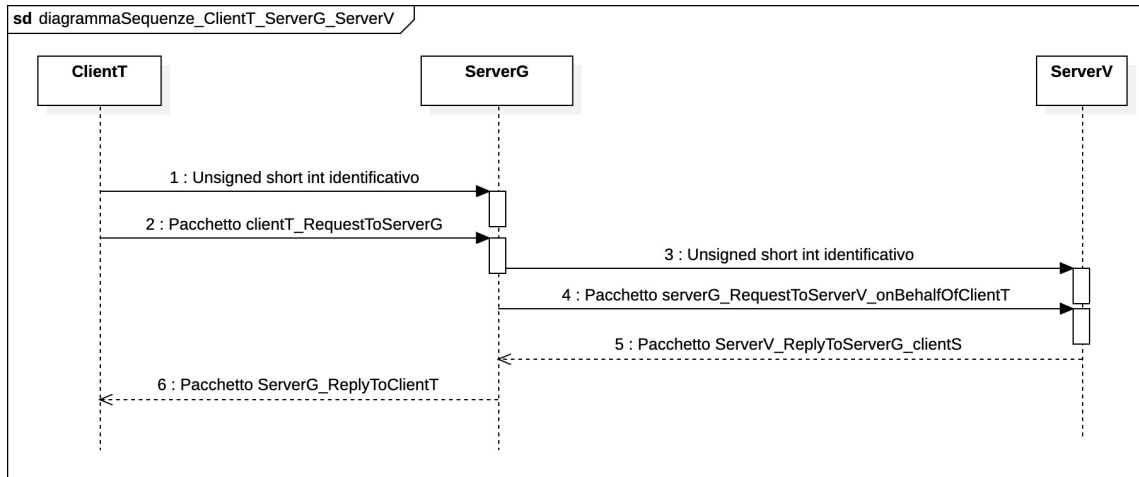 sd diagrammaSequenze_ClientT_ServerG_ServerV
ClientT
ServerG
ServerV
1 : Unsigned short int identificativo
2 : Pacchetto clientT_RequestToServerG
3 : Unsigned short int identificativo
4 : Pacchetto serverG_RequestToServerV_onBehalfOfClientT
5 : Pacchetto ServerV_ReplyToServerG_clientS
6 : Pacchetto ServerG_ReplyToClientT